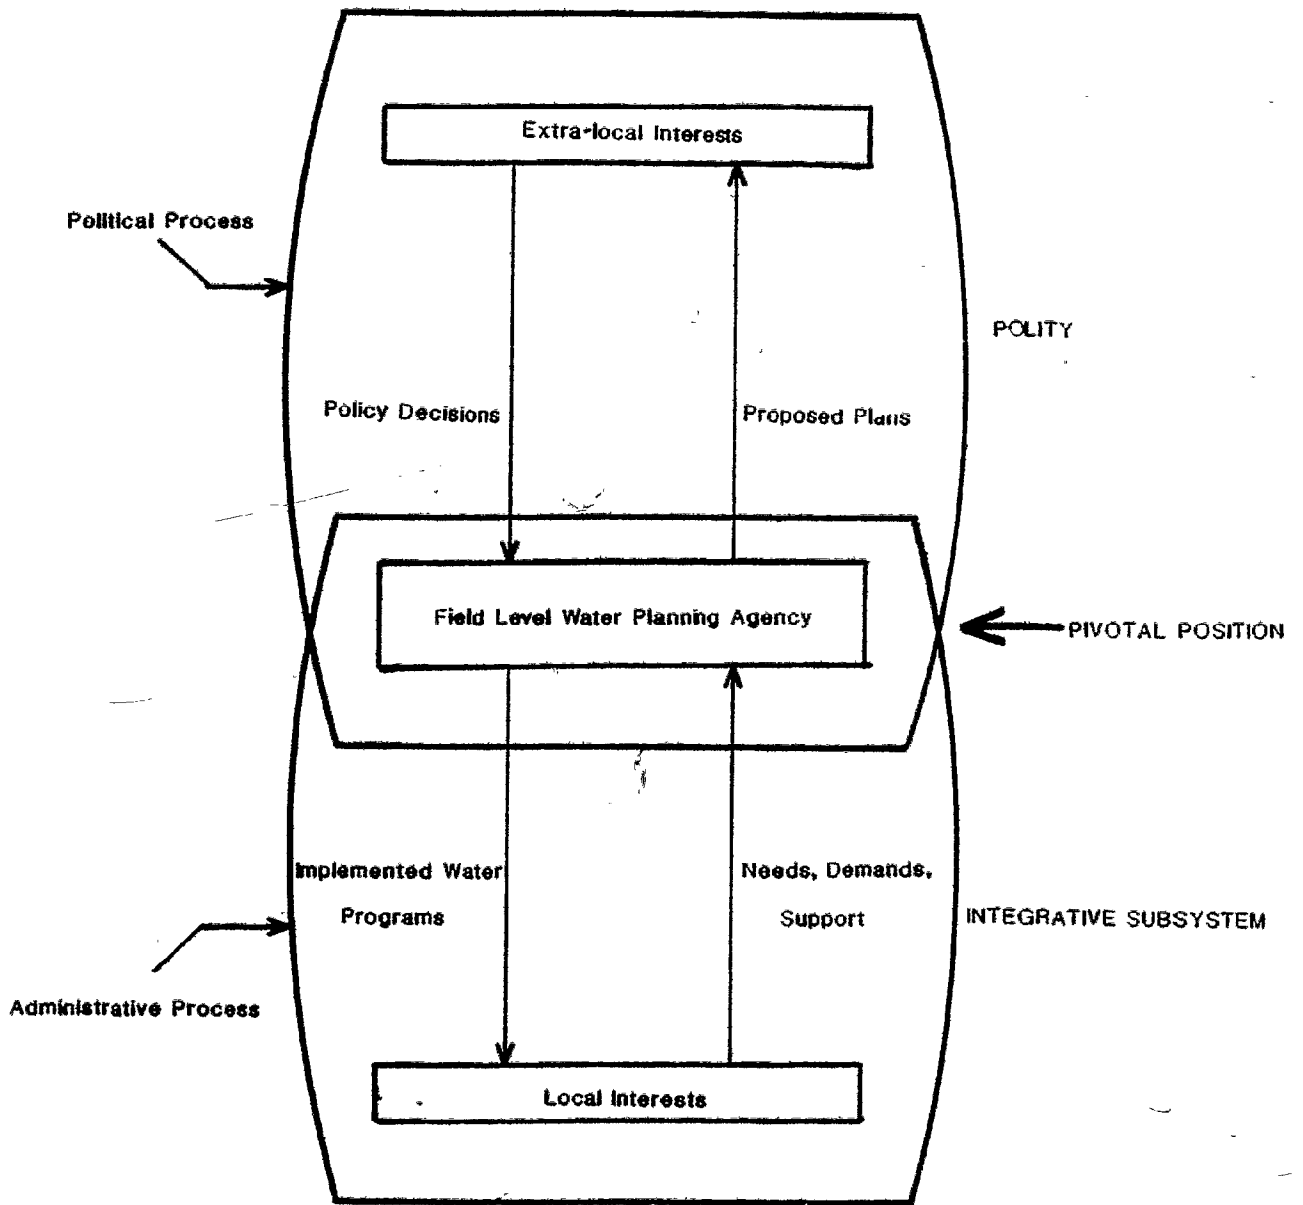 Extra-local Interests
Political Process
POLITY
Policy Decisions
Proposed Plans
Field Level Water Planning Agency
PIVOTAL POSITION
Implemented Water
Programs
Needs, Demands,
Support
INTEGRATIVE SUBSYSTEM
Administrative Process
Local Interests